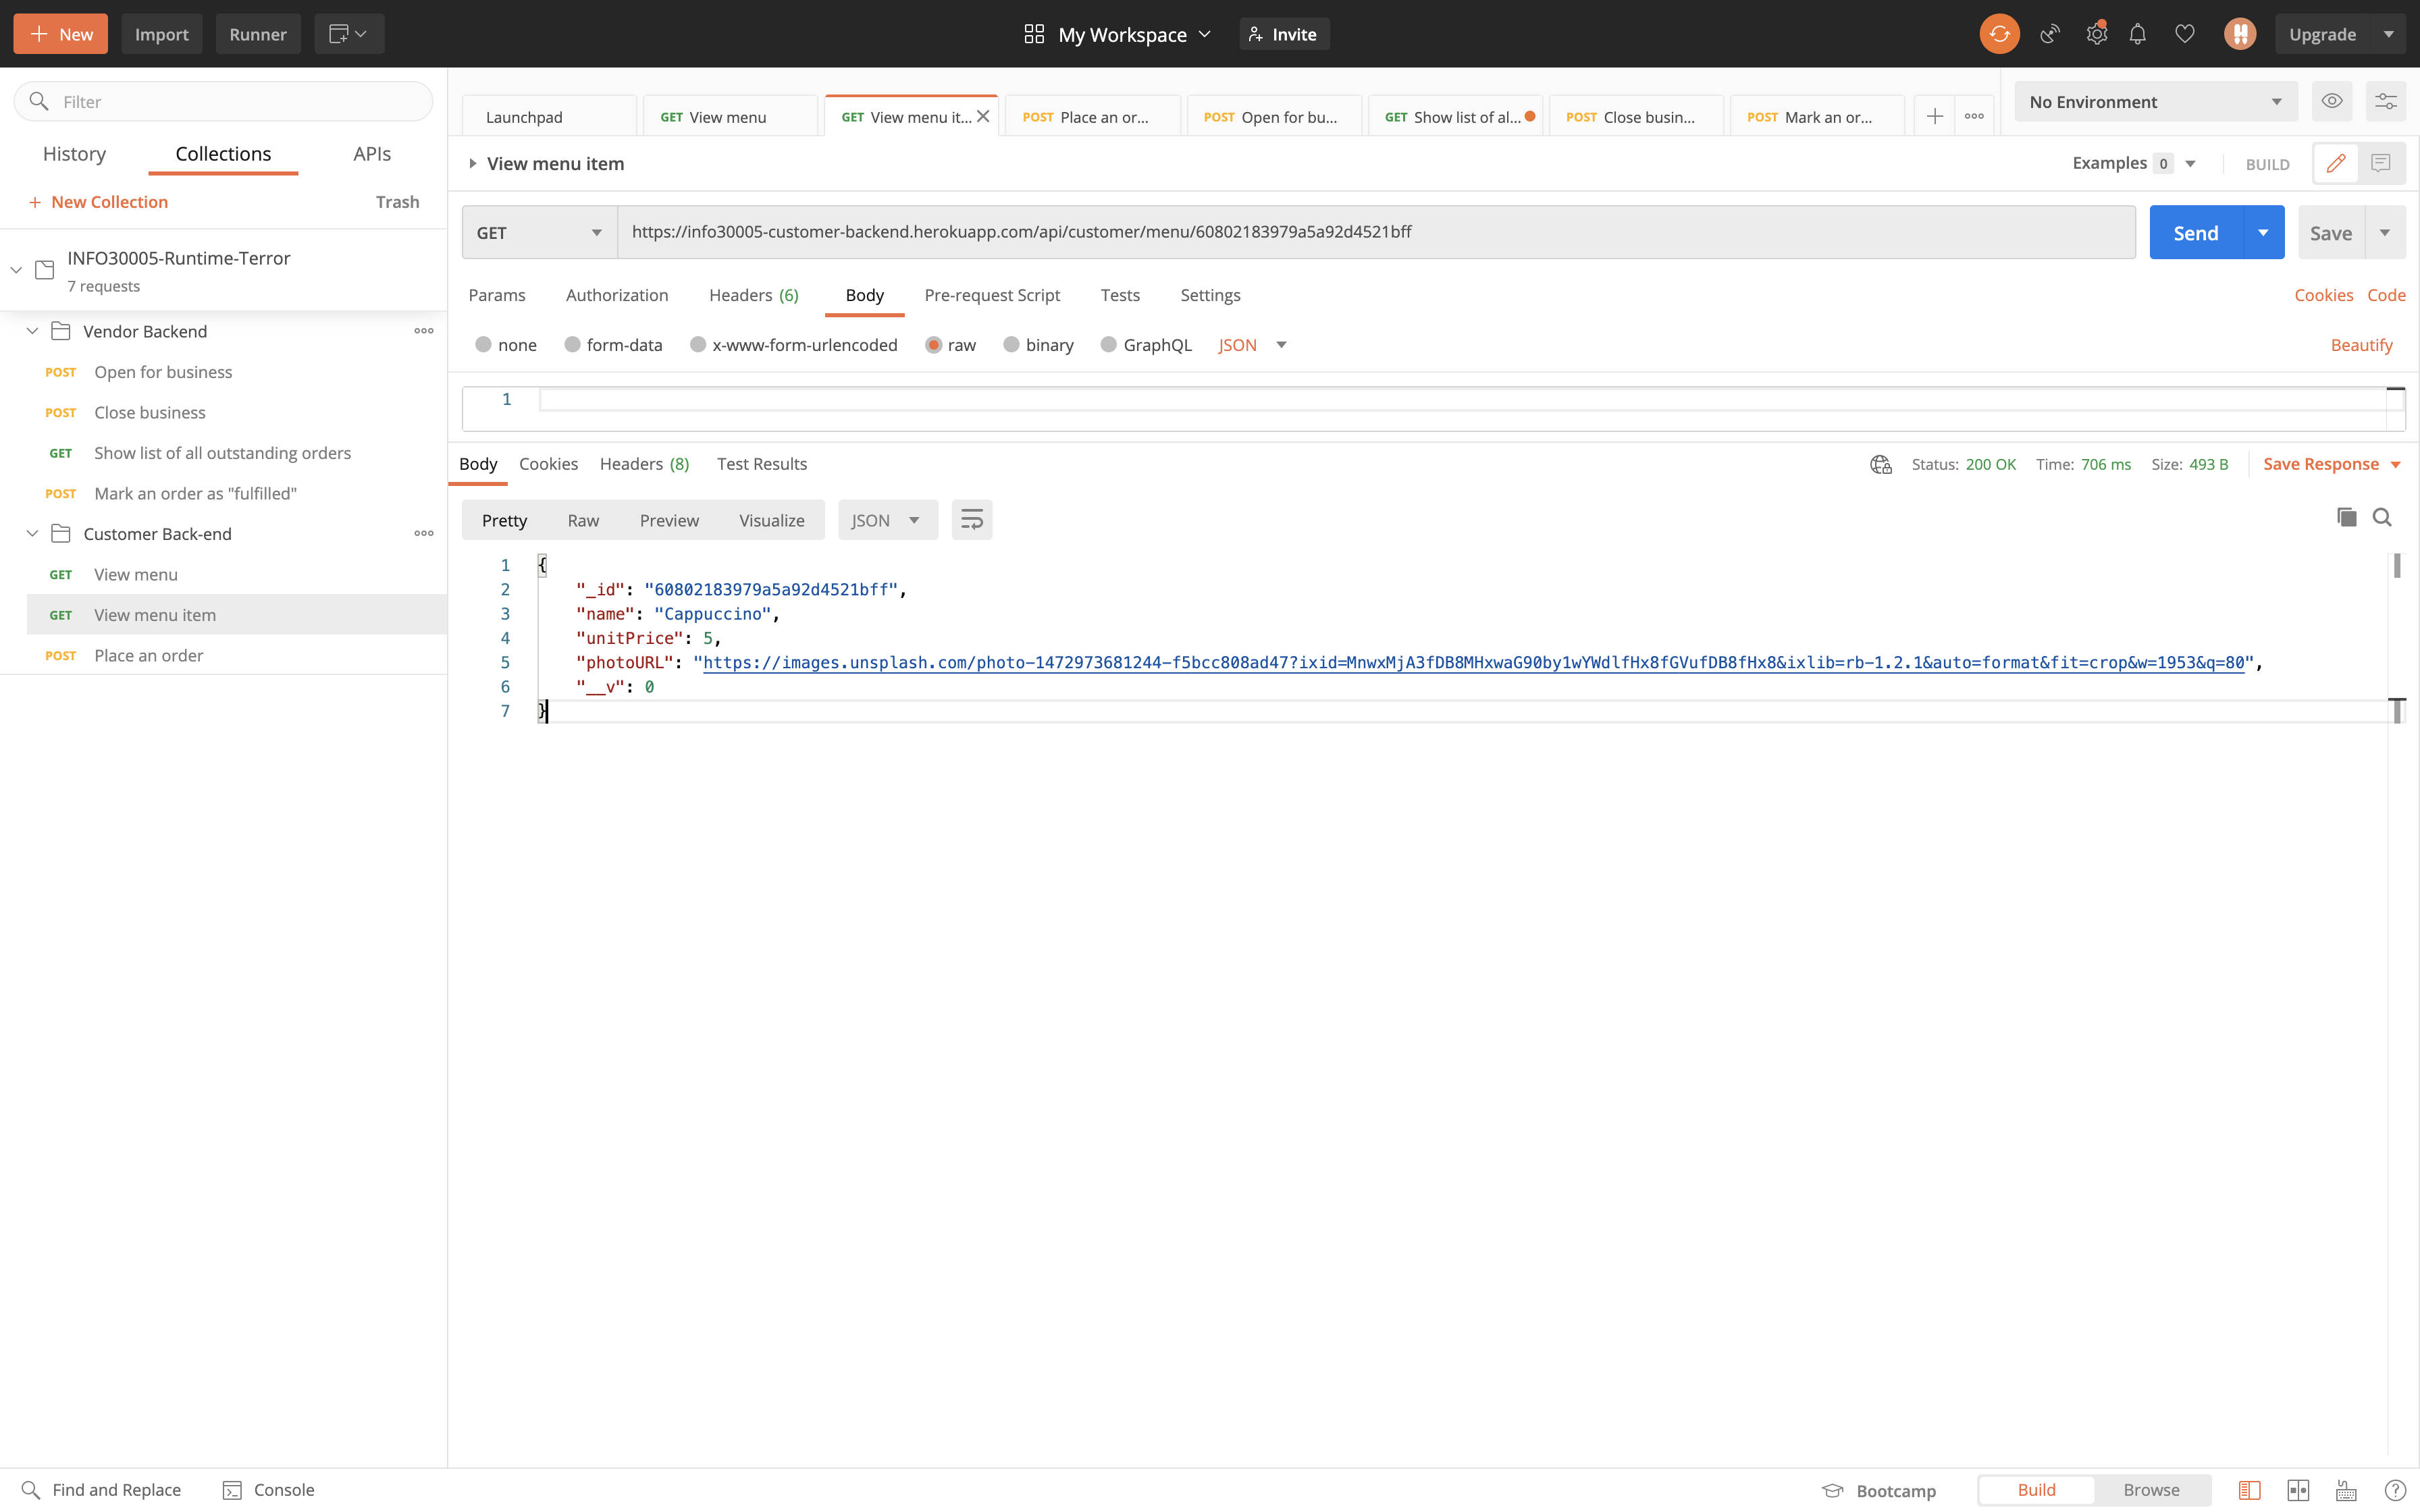 New Import Runner My Workspace Invite Upgrade
Filter
History Collections APIs
+ New Collection Trash
INFO30005-Runtime-Terror
7 requests
Vendor Backend
POST Open for business
POST Close business
GET Show list of all outstanding orders
POST Mark an order as "fulfilled"
Customer Back-end
GET View menu
GET View menu item
POST Place an order
Launchpad GET View menu GET View menu it... POST Place an or... POST Open for bu... GET Show list of al... POST Close busin... POST Mark an or... No Environment
View menu item Examples 0 BUILD
GET https://info30005-customer-backend.herokuapp.com/api/customer/menu/60802183979a5a92d4521bff Send Save
Params Authorization Headers (6) Body Pre-request Script Tests Settings Cookies Code
none form-data x-www-form-urlencoded raw binary GraphQL JSON Beautify
1
Body Cookies Headers (8) Test Results Status: 200 OK Time: 706 ms Size: 493 B Save Response
Pretty Raw Preview Visualize JSON
1 {
2 "_id": "60802183979a5a92d4521bff",
3 "name": "Cappuccino",
4 "unitPrice": 5,
5 "photoURL": "https://images.unsplash.com/photo-1472973681244-f5bcc808ad47?ixid=MnwxMjA3fDB8MHxwaG90by1wYWdlfHx8fGVufDB8fHx8&ixlib=rb-1.2.1&auto=format&fit=crop&w=1953&q=80",
6 "__v": 0
7 }
Find and Replace Console Bootcamp Build Browse